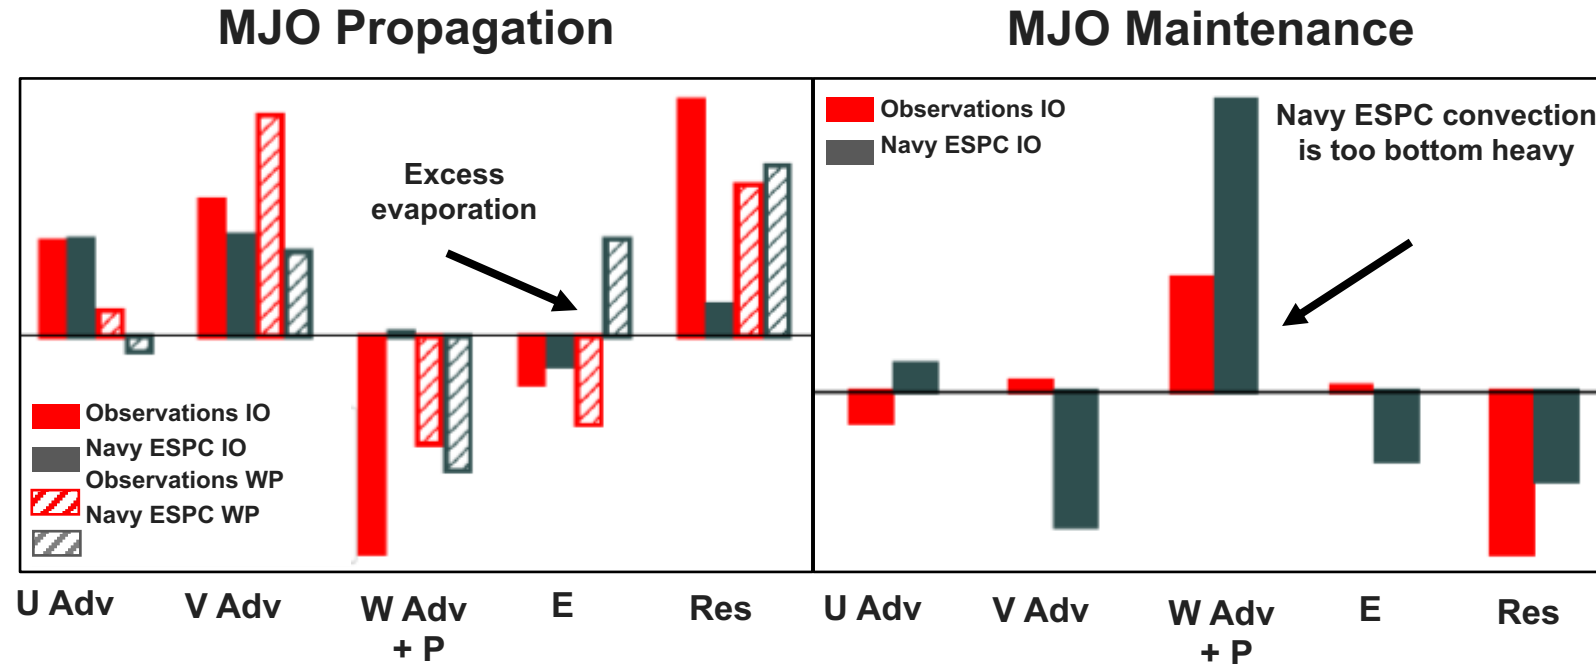 MJO Propagation
MJO Maintenance
Excess
evaporation
Observations IO
Navy ESPC IO
Observations WP
Navy ESPC WP
Observations IO
Navy ESPC IO
Navy ESPC convection
is too bottom heavy
U Adv
V Adv
W Adv
+ P
E
Res
U Adv
V Adv
W Adv
+ P
E
Res